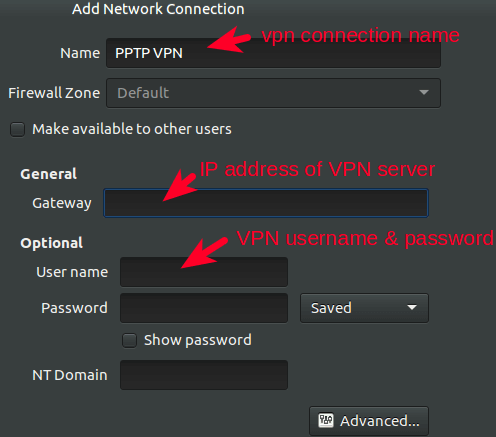 Add Network Connection
vpn connection name
Name PPTP VPN
Firewall Zone Default
Make available to other users
General
IP address of VPN server
Gateway
Optional
VPN username & password
User name
Password Saved
Show password
NT Domain
Advanced...